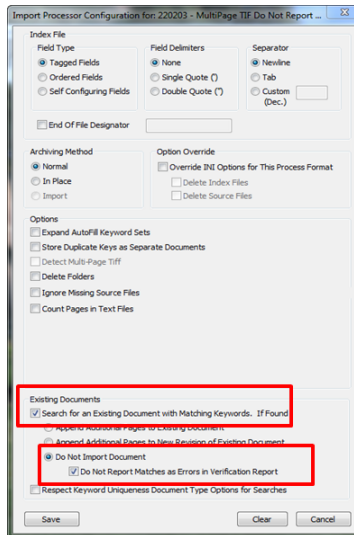 Import Processor Configuration for: 220203 - MultiPage TIF Do Not Report ... X
Index File
Field Type
Tagged Fields
Ordered Fields
Self Configuring Fields
Field Delimiters
None
Single Quote (')
Double Quote (")
Separator
Newline
Tab
Custom
(Dec.)
End Of File Designator
Archiving Method
Normal
In Place
Import
Option Override
Override INI Options for This Process Format
Delete Index Files
Delete Source Files
Options
Expand AutoFill Keyword Sets
Store Duplicate Keys as Separate Documents
Detect Multi-Page Tiff
Delete Folders
Ignore Missing Source Files
Count Pages in Text Files
Existing Documents
Search for an Existing Document with Matching Keywords. If Found
Append Additional Pages to Existing Document
Append Additional Pages to New Revision of Existing Document
Do Not Import Document
Do Not Report Matches as Errors in Verification Report
Respect Keyword Uniqueness Document Type Options for Searches
Save Clear Cancel